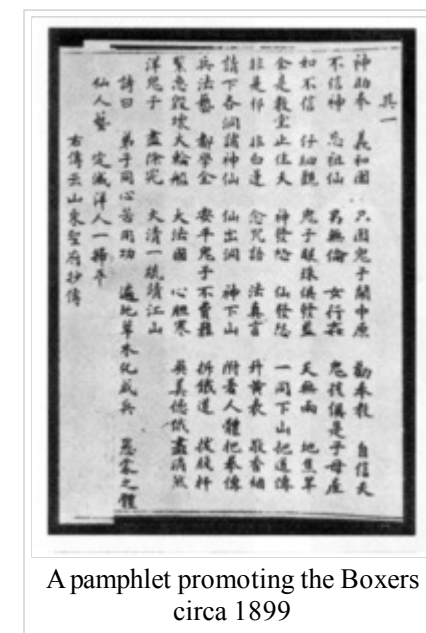 其一
神助拳 義和團 只因鬼子鬧中原 勸奉教 自信天
不信神 忘祖仙 男無倫 女行姦 鬼孩俱是子母產
如不信 仔細觀 鬼子眼珠俱發藍 天無雨 地焦旱
全是教堂止住天 神發怒 仙發怒 一同下山把道傳
非是邪 非白蓮 念咒語 法真言 升黃表 敬香烟
請下各洞諸神仙 仙出洞 神下山 附着人體把拳傳
兵法藝 都學全 要平鬼子不費難 拆鐵道 拔線杆
緊急毀壞大輪船 大法國 心膽寒 英美德俄盡消然
洋鬼子 盡除完 大清一統靖江山
詩曰 弟子同心苦用功 遍地草木化成兵 愚蒙之體
仙人藝 定滅洋人一掃平
右傳云山東聖府抄傳
A pamphlet promoting the Boxers
circa 1899